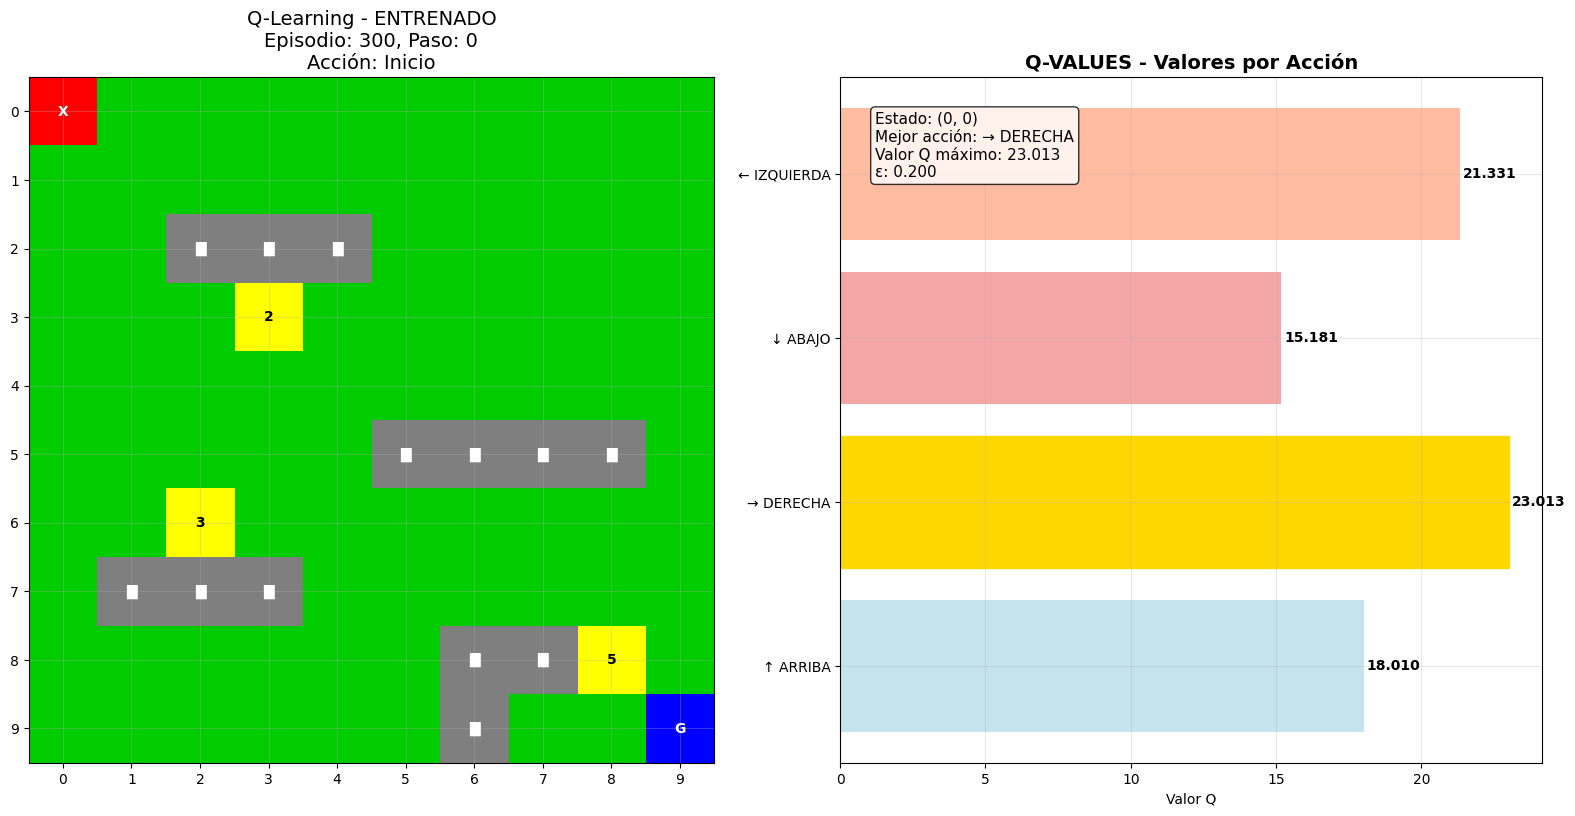 Q-Learning - ENTRENADO
Episodio: 300, Paso: 0
Acción: Inicio
X
2
3
5
G
0
1
2
3
4
5
6
7
8
9
0 1 2 3 4 5 6 7 8 9
Q-VALUES - Valores por Acción
Estado: (0, 0)
Mejor acción: → DERECHA
Valor Q máximo: 23.013
ε: 0.200
← IZQUIERDA 21.331
↓ ABAJO 15.181
→ DERECHA 23.013
↑ ARRIBA 18.010
0 5 10 15 20
Valor Q